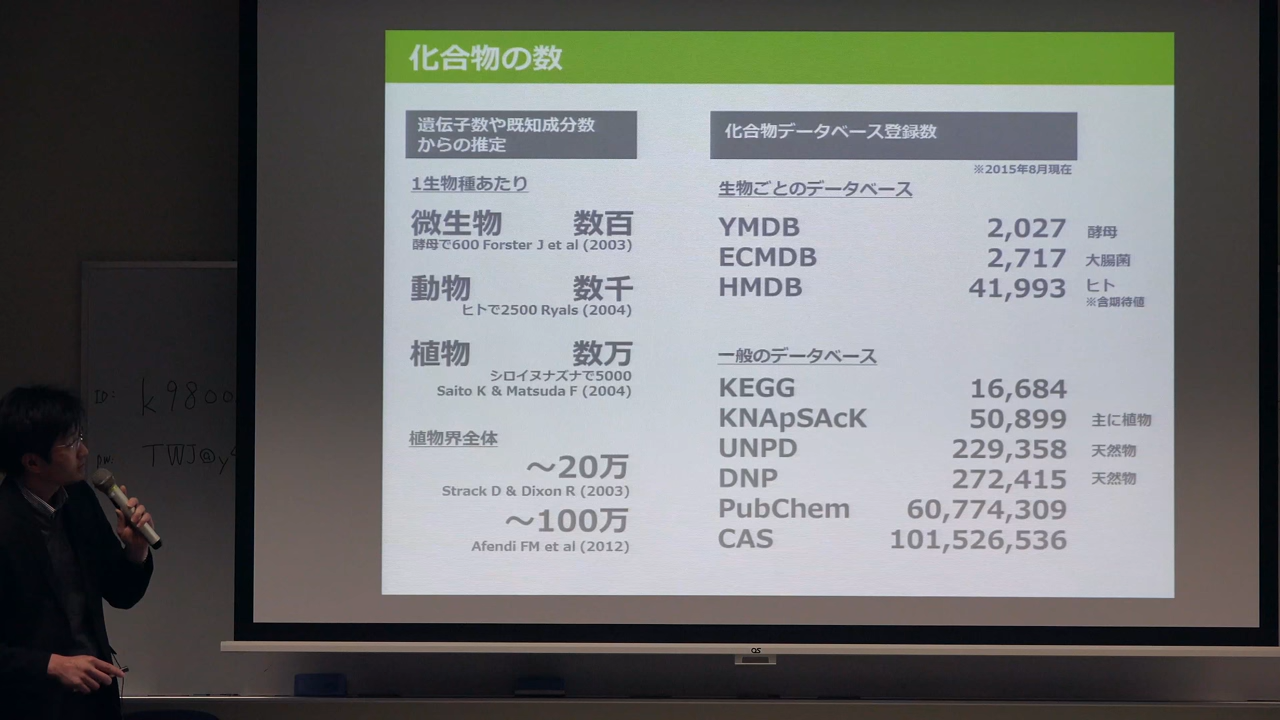 化合物の数
遺伝子数や既知成分数
からの推定
1生物種あたり
微生物 数百
酵母で600 Forster J et al (2003)
動物 数千
ヒトで2500 Ryals (2004)
植物 数万
シロイヌナズナで5000
Saito K & Matsuda F (2004)
植物界全体
～20万
Strack D & Dixon R (2003)
～100万
Afendi FM et al (2012)
化合物データベース登録数
※2015年8月現在
生物ごとのデータベース
YMDB 2,027 酵母
ECMDB 2,717 大腸菌
HMDB 41,993 ヒト
※含期待値
一般のデータベース
KEGG 16,684
KNApSAcK 50,899 主に植物
UNPD 229,358 天然物
DNP 272,415 天然物
PubChem 60,774,309
CAS 101,526,536
ID: k9800
PW: TWJ@y
OS